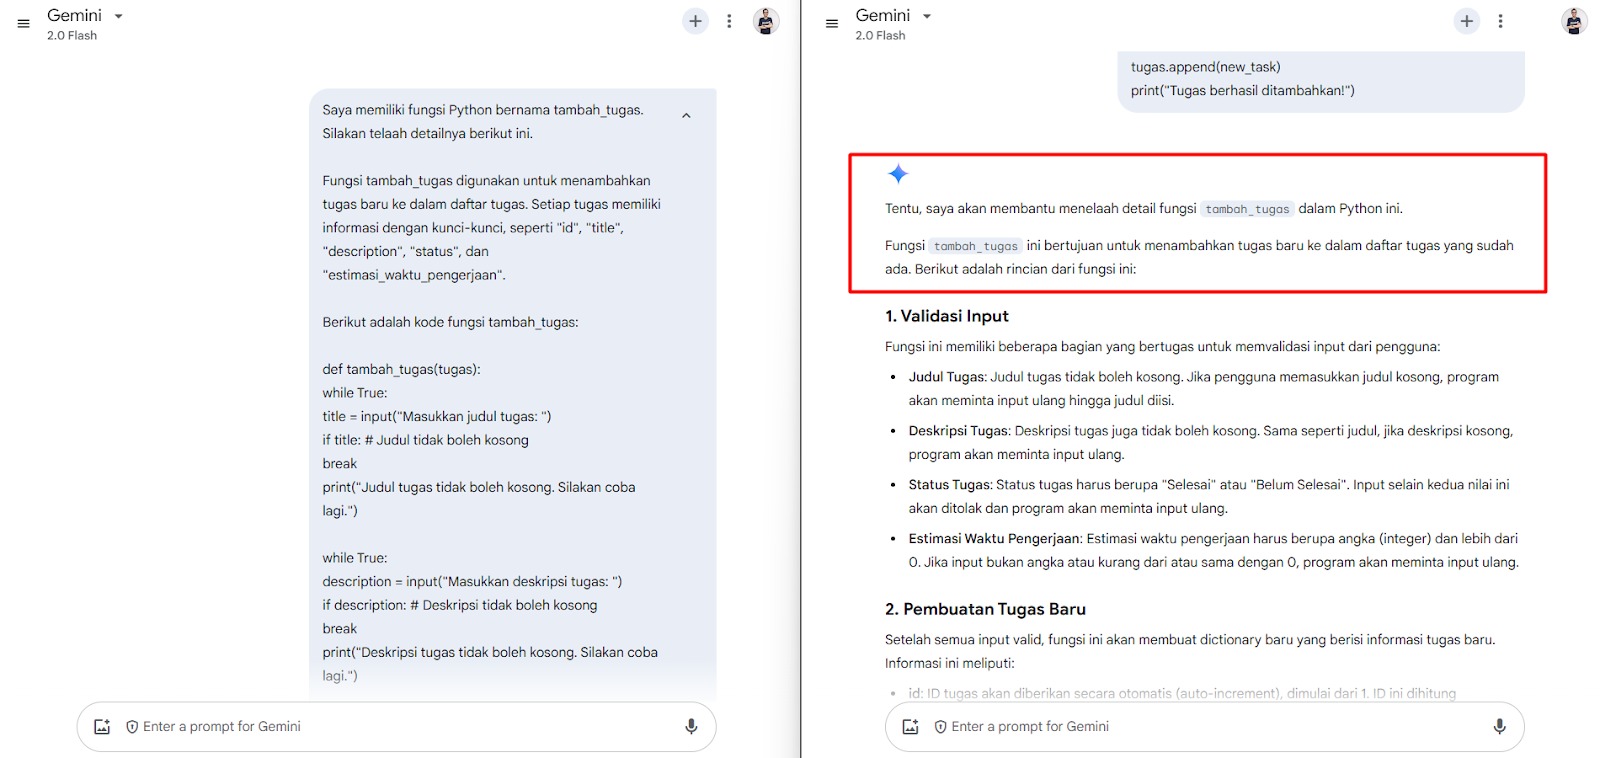 Gemini
2.0 Flash
Saya memiliki fungsi Python bernama tambah_tugas.
Silakan telaah detailnya berikut ini.
Fungsi tambah_tugas digunakan untuk menambahkan
tugas baru ke dalam daftar tugas. Setiap tugas memiliki
informasi dengan kunci-kunci, seperti "id", "title",
"description", "status", dan
"estimasi_waktu_pengerjaan".
Berikut adalah kode fungsi tambah_tugas:
def tambah_tugas(tugas):
while True:
title = input("Masukkan judul tugas: ")
if title: # Judul tidak boleh kosong
break
print("Judul tugas tidak boleh kosong. Silakan coba
lagi.")
while True:
description = input("Masukkan deskripsi tugas: ")
if description: # Deskripsi tidak boleh kosong
break
print("Deskripsi tugas tidak boleh kosong. Silakan coba
lagi.")
Enter a prompt for Gemini
Gemini
2.0 Flash
tugas.append(new_task)
print("Tugas berhasil ditambahkan!")
Tentu, saya akan membantu menelaah detail fungsi tambah_tugas dalam Python ini.
Fungsi tambah_tugas ini bertujuan untuk menambahkan tugas baru ke dalam daftar tugas yang sudah
ada. Berikut adalah rincian dari fungsi ini:
1. Validasi Input
Fungsi ini memiliki beberapa bagian yang bertugas untuk memvalidasi input dari pengguna:
• Judul Tugas: Judul tugas tidak boleh kosong. Jika pengguna memasukkan judul kosong, program
akan meminta input ulang hingga judul diisi.
• Deskripsi Tugas: Deskripsi tugas juga tidak boleh kosong. Sama seperti judul, jika deskripsi kosong,
program akan meminta input ulang.
• Status Tugas: Status tugas harus berupa "Selesai" atau "Belum Selesai". Input selain kedua nilai ini
akan ditolak dan program akan meminta input ulang.
• Estimasi Waktu Pengerjaan: Estimasi waktu pengerjaan harus berupa angka (integer) dan lebih dari
0. Jika input bukan angka atau kurang dari atau sama dengan 0, program akan meminta input ulang.
2. Pembuatan Tugas Baru
Setelah semua input valid, fungsi ini akan membuat dictionary baru yang berisi informasi tugas baru.
Informasi ini meliputi:
• id: ID tugas akan diberikan secara otomatis (auto-increment), dimulai dari 1. ID ini dihitung
Enter a prompt for Gemini